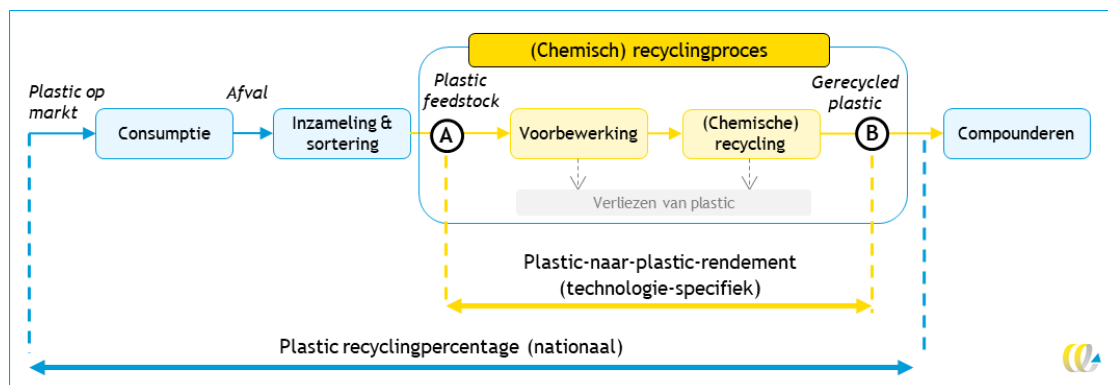 (Chemisch) recyclingproces
Plastic op
markt
Afval
Plastic
feedstock
Gerecycled
plastic
Consumptie
Inzameling &
sortering
A
Voorbewerking
(Chemische)
recycling
B
Compounderen
Verliezen van plastic
Plastic-naar-plastic-rendement
(technologie-specifiek)
Plastic recyclingpercentage (nationaal)